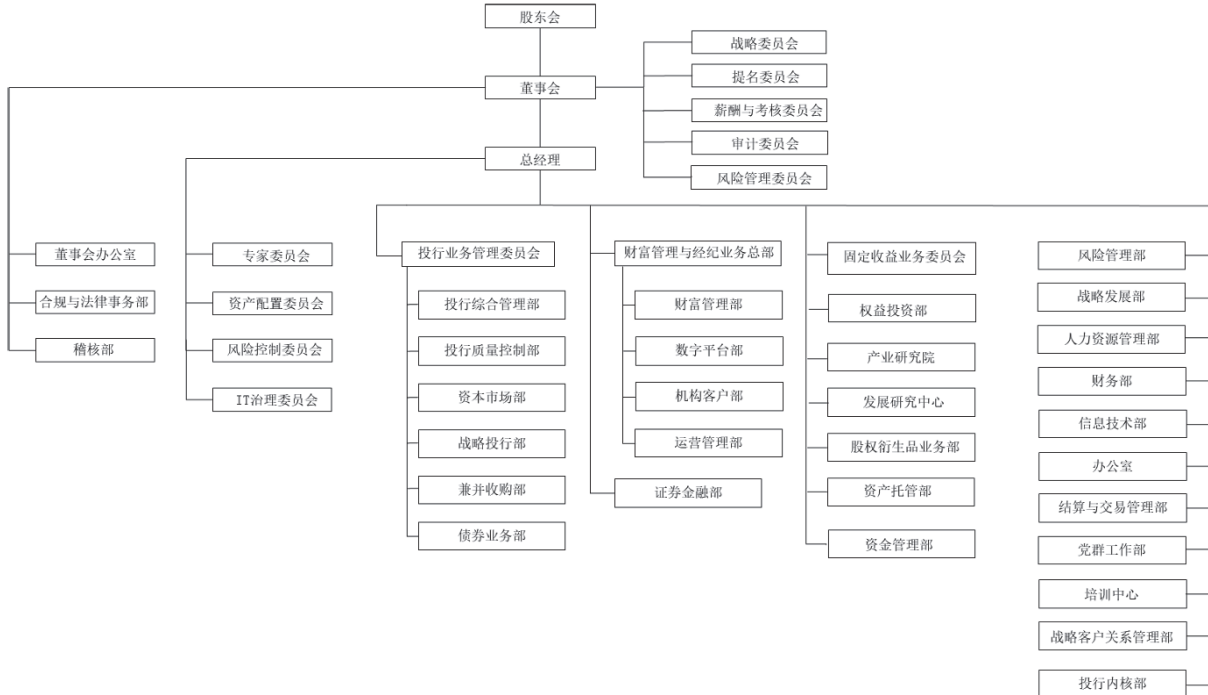 股东会
董事会
战略委员会
提名委员会
薪酬与考核委员会
审计委员会
风险管理委员会
总经理
董事会办公室
合规与法律事务部
稽核部
专家委员会
资产配置委员会
风险控制委员会
IT治理委员会
投行业务管理委员会
投行综合管理部
投行质量控制部
资本市场部
战略投行部
兼并收购部
债券业务部
财富管理与经纪业务总部
财富管理部
数字平台部
机构客户部
运营管理部
证券金融部
固定收益业务委员会
权益投资部
产业研究院
发展研究中心
股权衍生品业务部
资产托管部
资金管理部
风险管理部
战略发展部
人力资源管理部
财务部
信息技术部
办公室
结算与交易管理部
党群工作部
培训中心
战略客户关系管理部
投行内核部